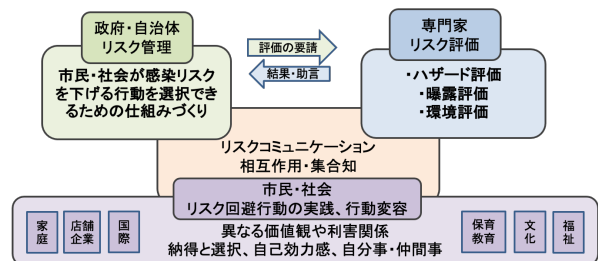 政府・自治体
リスク管理
市民・社会が感染リスク
を下げる行動を選択でき
るための仕組みづくり
評価の要請
結果・助言
専門家
リスク評価
・ハザード評価
・曝露評価
・環境評価
リスクコミュニケーション
相互作用・集合知
市民・社会
リスク回避行動の実践、行動変容
家庭
店舗
企業
国際
異なる価値観や利害関係
納得と選択、自己効力感、自分事・仲間事
保育
教育
文化
福祉